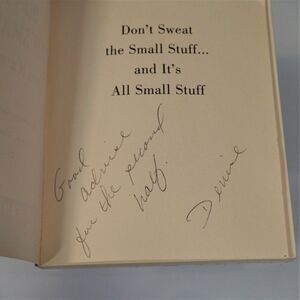 Don't Sweat
the Small Stuff...
and It's
All Small Stuff
Good
advice
for the second
half.
Denise